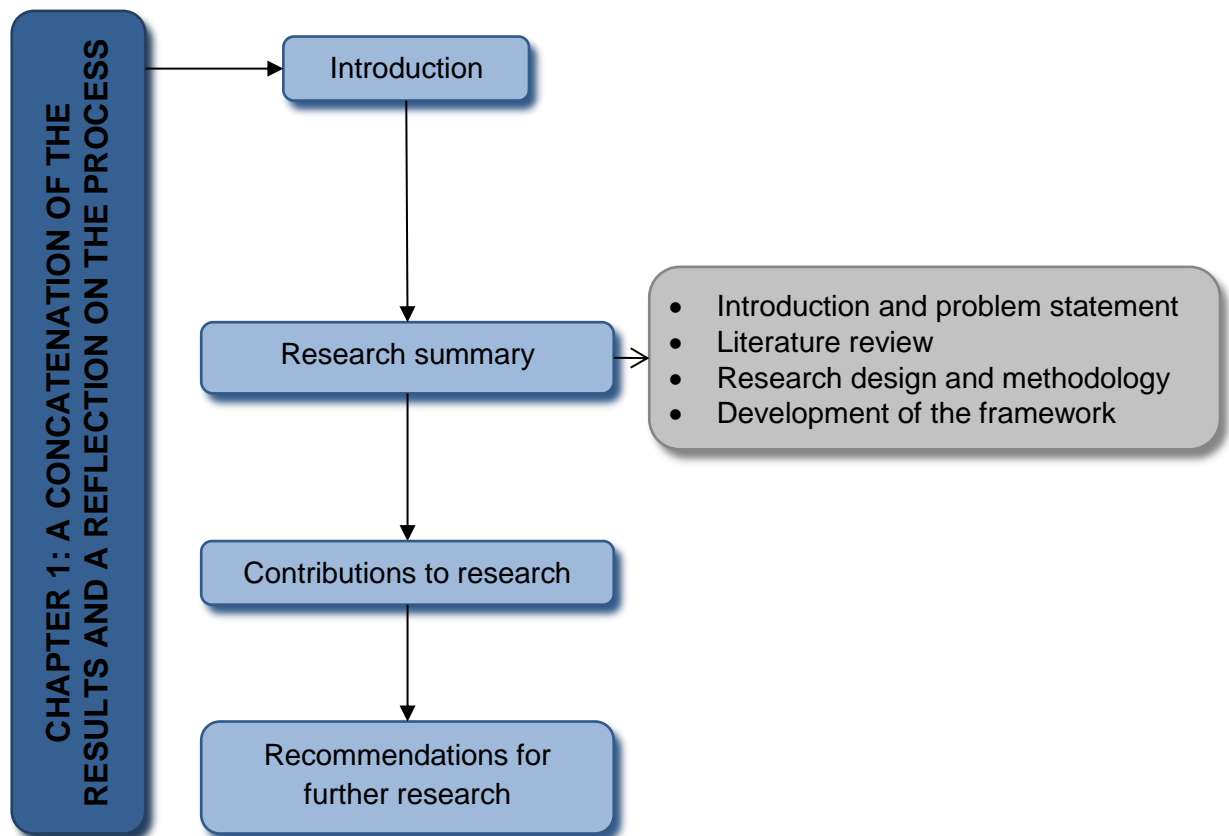 CHAPTER 1: A CONCATENATION OF THE
RESULTS AND A REFLECTION ON THE PROCESS
Introduction
Research summary
• Introduction and problem statement
• Literature review
• Research design and methodology
• Development of the framework
Contributions to research
Recommendations for
further research